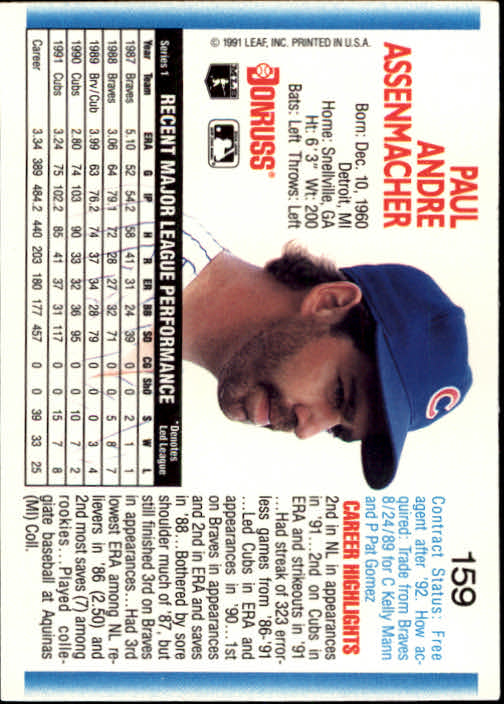 159
PAUL
ANDRE
ASSENMACHER
Born: Dec. 10, 1960
Detroit, MI
Home: Snellville, GA
Ht: 6' 3" Wt: 200
Bats: Left Throws: Left
DONRUSS
MLB
© 1991 LEAF, INC. PRINTED IN U.S.A.
Contract Status: Free
agent after '92. How ac-
quired: Trade from Braves
8/24/89 for C Kelly Mann
and P Pat Gomez
CAREER HIGHLIGHTS
2nd in NL in appearances
in '91...2nd on Cubs in
ERA and strikeouts in '91
...Had streak of 323 error-
less games from '86-'91
...Led Cubs in ERA and
appearances in '90...1st
on Braves in appearances
and 2nd in ERA and saves
in '88...Bothered by sore
shoulder much of '87, but
still finished 3rd on Braves
in appearances...Had 3rd
lowest ERA among NL re-
lievers in '86 (2.50) and
2nd most saves (7) among
rookies...Played colle-
giate baseball at Aquinas
(MI) Coll.
Series 1 RECENT MAJOR LEAGUE PERFORMANCE *Denotes
Led League
Year Team ERA G IP H R ER BB SO CG ShO S W L
1987 Braves 5.10 52 54.2 58 41 31 24 39 0 0 2 1 1
1988 Braves 3.06 64 79.1 72 28 27 32 71 0 0 5 8 7
1989 Brv/Cub 3.99 63 76.2 74 37 34 28 79 0 0 0 3 4
1990 Cubs 2.80 74 103 90 33 32 36 95 0 0 10 7 2
1991 Cubs 3.24 75 102.2 85 41 37 31 117 0 0 15 7 8
Career 3.34 389 484.2 440 203 180 177 457 0 0 39 33 25